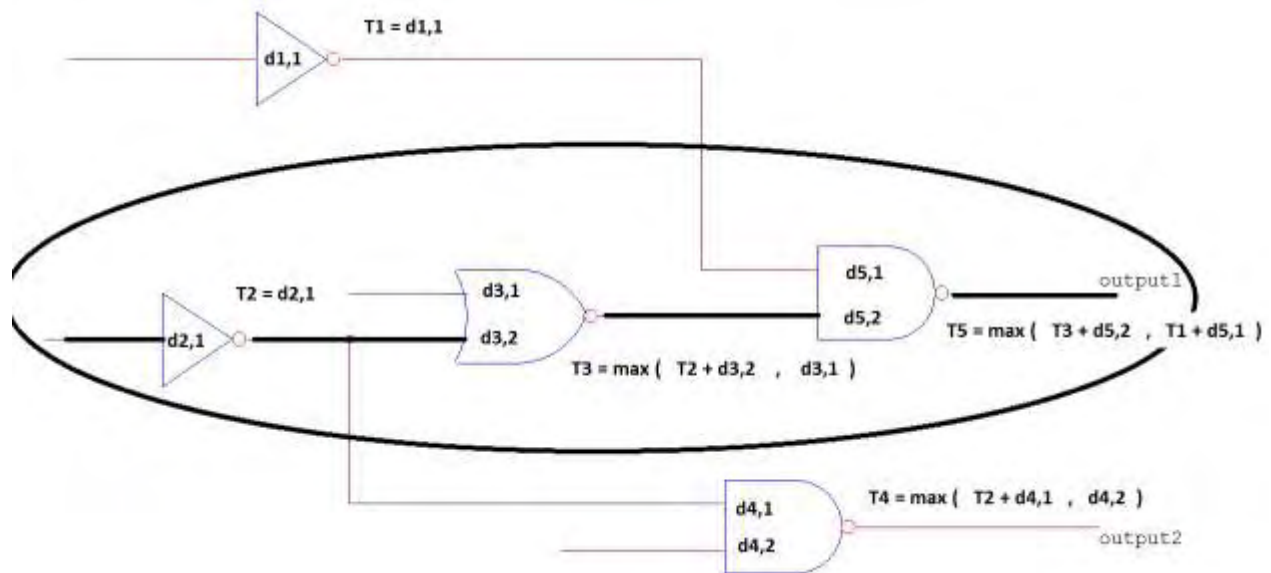 T1 = d1,1
d1,1
d5,1
output1
T2 = d2,1
d3,1
d5,2
T5 = max ( T3 + d5,2 , T1 + d5,1 )
d2,1
d3,2
T3 = max ( T2 + d3,2 , d3,1 )
T4 = max ( T2 + d4,1 , d4,2 )
d4,1
output2
d4,2